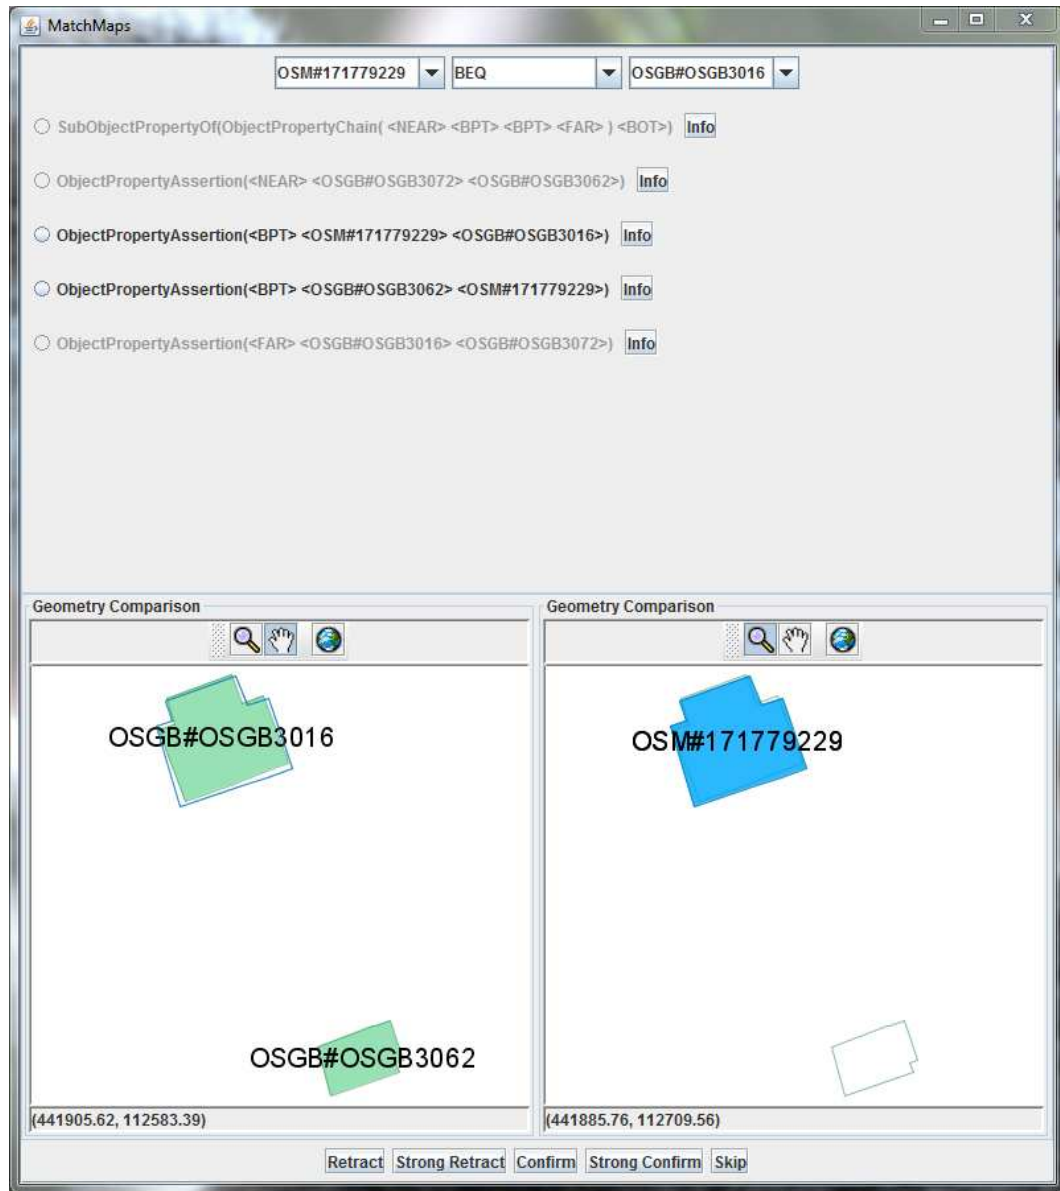 MatchMaps
OSM#171779229 BEQ OSGB#OSGB3016
SubObjectPropertyOf(ObjectPropertyChain( <NEAR> <BPT> <BPT> <FAR> ) <BOT>) Info
ObjectPropertyAssertion(<NEAR> <OSGB#OSGB3072> <OSGB#OSGB3062>) Info
ObjectPropertyAssertion(<BPT> <OSM#171779229> <OSGB#OSGB3016>) Info
ObjectPropertyAssertion(<BPT> <OSGB#OSGB3062> <OSM#171779229>) Info
ObjectPropertyAssertion(<FAR> <OSGB#OSGB3016> <OSGB#OSGB3072>) Info
Geometry Comparison Geometry Comparison
OSGB#OSGB3016 OSM#171779229
OSGB#OSGB3062
(441905.62, 112583.39) (441885.76, 112709.56)
Retract Strong Retract Confirm Strong Confirm Skip